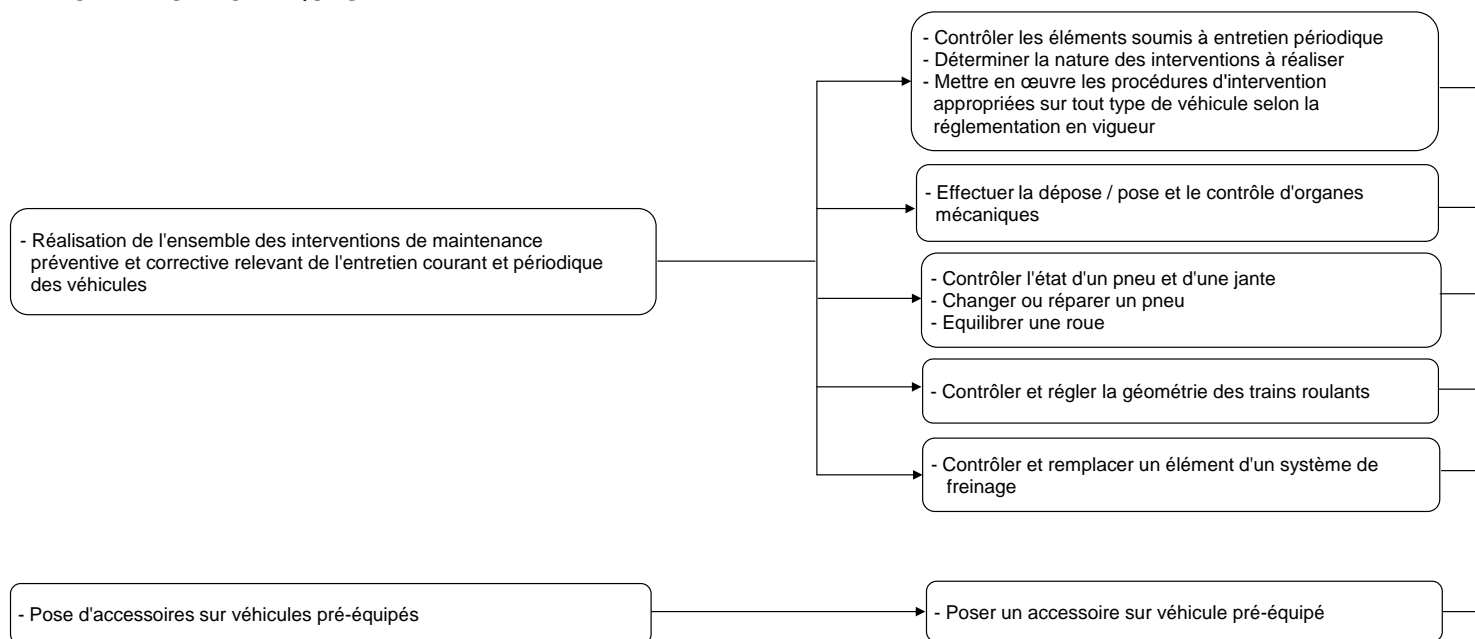 - Contrôler les éléments soumis à entretien périodique
- Déterminer la nature des interventions à réaliser
- Mettre en œuvre les procédures d'intervention
appropriées sur tout type de véhicule selon la
réglementation en vigueur
- Effectuer la dépose / pose et le contrôle d'organes
mécaniques
- Réalisation de l'ensemble des interventions de maintenance
préventive et corrective relevant de l'entretien courant et périodique
des véhicules
- Contrôler l'état d'un pneu et d'une jante
- Changer ou réparer un pneu
- Equilibrer une roue
- Contrôler et régler la géométrie des trains roulants
- Contrôler et remplacer un élément d'un système de
freinage
- Pose d'accessoires sur véhicules pré-équipés
- Poser un accessoire sur véhicule pré-équipé